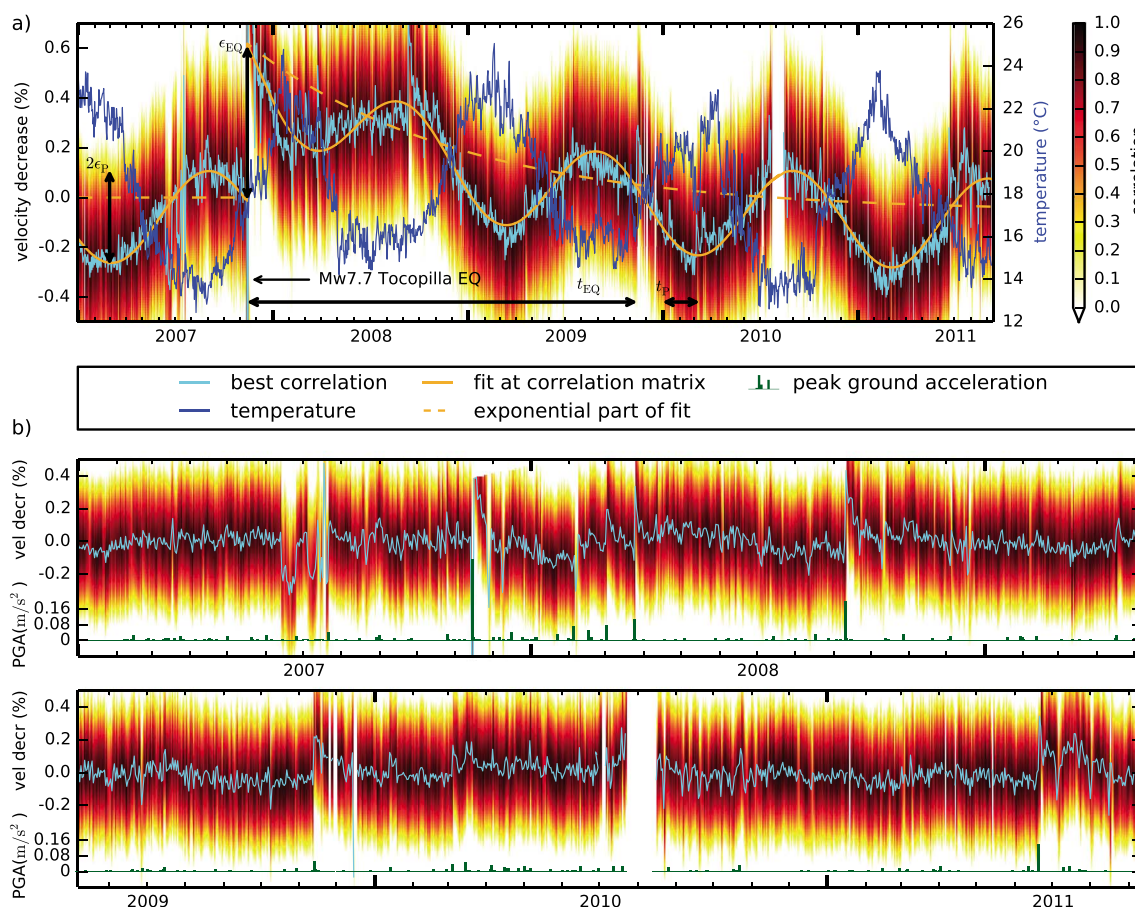 a)
velocity decrease (%)
0.6
0.4
0.2
0.0
-0.2
-0.4
ϵEQ
2ϵP
Mw7.7 Tocopilla EQ
tEQ
tP
26
24
22
20
18
16
14
12
temperature (°C)
1.0
0.9
0.8
0.7
0.6
0.5
0.4
0.3
0.2
0.1
0.0
correlation
2007 2008 2009 2010 2011
best correlation fit at correlation matrix peak ground acceleration
temperature exponential part of fit
b)
vel decr (%)
0.4
0.2
0.0
-0.2
PGA(m/s²)
0.16
0.08
0
2007 2008
vel decr (%)
0.4
0.2
0.0
-0.2
PGA(m/s²)
0.16
0.08
0
2009 2010 2011